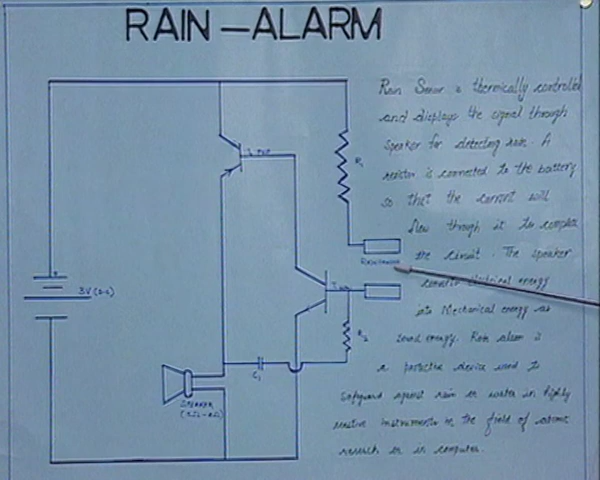 RAIN - ALARM
Rain Sensor is thermically controlled
and displays the signal through
speaker for detecting rain. A
resistor is connected to the battery
so that the current will
flow though it to complete
the circuit. The speaker
converts electrical energy
into Mechanical energy as
sound energy. Rain alarm is
a protective device used to
safeguard against rain or water in highly
sensitive instruments in the field of atomic
research or in computer.
R1
3V (D.C)
R2
C1
SPEAKER